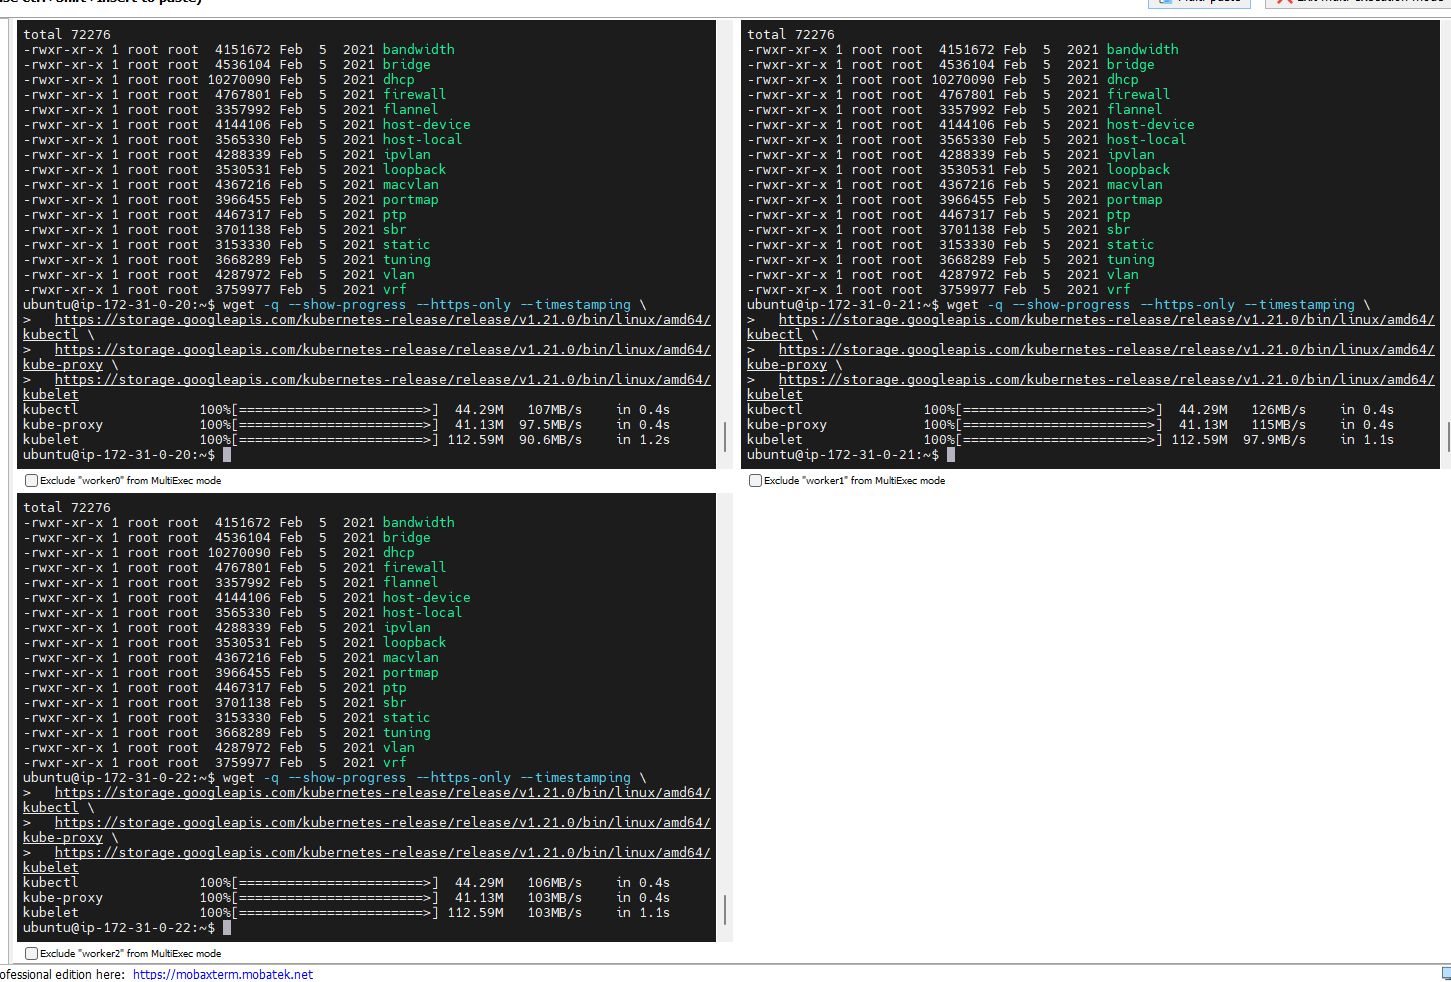 total 72276
-rwxr-xr-x 1 root root  4151672 Feb  5  2021 bandwidth
-rwxr-xr-x 1 root root  4536104 Feb  5  2021 bridge
-rwxr-xr-x 1 root root 10270090 Feb  5  2021 dhcp
-rwxr-xr-x 1 root root  4767801 Feb  5  2021 firewall
-rwxr-xr-x 1 root root  3357992 Feb  5  2021 flannel
-rwxr-xr-x 1 root root  4144106 Feb  5  2021 host-device
-rwxr-xr-x 1 root root  3565330 Feb  5  2021 host-local
-rwxr-xr-x 1 root root  4288339 Feb  5  2021 ipvlan
-rwxr-xr-x 1 root root  3530531 Feb  5  2021 loopback
-rwxr-xr-x 1 root root  4367216 Feb  5  2021 macvlan
-rwxr-xr-x 1 root root  3966455 Feb  5  2021 portmap
-rwxr-xr-x 1 root root  4467317 Feb  5  2021 ptp
-rwxr-xr-x 1 root root  3701138 Feb  5  2021 sbr
-rwxr-xr-x 1 root root  3153330 Feb  5  2021 static
-rwxr-xr-x 1 root root  3668289 Feb  5  2021 tuning
-rwxr-xr-x 1 root root  4287972 Feb  5  2021 vlan
-rwxr-xr-x 1 root root  3759977 Feb  5  2021 vrf
ubuntu@ip-172-31-0-20:~$ wget -q --show-progress --https-only --timestamping \
>   https://storage.googleapis.com/kubernetes-release/release/v1.21.0/bin/linux/amd64/
kubectl \
>   https://storage.googleapis.com/kubernetes-release/release/v1.21.0/bin/linux/amd64/
kube-proxy \
>   https://storage.googleapis.com/kubernetes-release/release/v1.21.0/bin/linux/amd64/
kubelet
kubectl               100%[=======================>]  44.29M   107MB/s    in 0.4s
kube-proxy            100%[=======================>]  41.13M  97.5MB/s    in 0.4s
kubelet               100%[=======================>] 112.59M  90.6MB/s    in 1.2s
ubuntu@ip-172-31-0-20:~$
Exclude "worker0" from MultiExec mode
total 72276
-rwxr-xr-x 1 root root  4151672 Feb  5  2021 bandwidth
-rwxr-xr-x 1 root root  4536104 Feb  5  2021 bridge
-rwxr-xr-x 1 root root 10270090 Feb  5  2021 dhcp
-rwxr-xr-x 1 root root  4767801 Feb  5  2021 firewall
-rwxr-xr-x 1 root root  3357992 Feb  5  2021 flannel
-rwxr-xr-x 1 root root  4144106 Feb  5  2021 host-device
-rwxr-xr-x 1 root root  3565330 Feb  5  2021 host-local
-rwxr-xr-x 1 root root  4288339 Feb  5  2021 ipvlan
-rwxr-xr-x 1 root root  3530531 Feb  5  2021 loopback
-rwxr-xr-x 1 root root  4367216 Feb  5  2021 macvlan
-rwxr-xr-x 1 root root  3966455 Feb  5  2021 portmap
-rwxr-xr-x 1 root root  4467317 Feb  5  2021 ptp
-rwxr-xr-x 1 root root  3701138 Feb  5  2021 sbr
-rwxr-xr-x 1 root root  3153330 Feb  5  2021 static
-rwxr-xr-x 1 root root  3668289 Feb  5  2021 tuning
-rwxr-xr-x 1 root root  4287972 Feb  5  2021 vlan
-rwxr-xr-x 1 root root  3759977 Feb  5  2021 vrf
ubuntu@ip-172-31-0-21:~$ wget -q --show-progress --https-only --timestamping \
>   https://storage.googleapis.com/kubernetes-release/release/v1.21.0/bin/linux/amd64/
kubectl \
>   https://storage.googleapis.com/kubernetes-release/release/v1.21.0/bin/linux/amd64/
kube-proxy \
>   https://storage.googleapis.com/kubernetes-release/release/v1.21.0/bin/linux/amd64/
kubelet
kubectl               100%[=======================>]  44.29M   126MB/s    in 0.4s
kube-proxy            100%[=======================>]  41.13M   115MB/s    in 0.4s
kubelet               100%[=======================>] 112.59M  97.9MB/s    in 1.1s
ubuntu@ip-172-31-0-21:~$
Exclude "worker1" from MultiExec mode
total 72276
-rwxr-xr-x 1 root root  4151672 Feb  5  2021 bandwidth
-rwxr-xr-x 1 root root  4536104 Feb  5  2021 bridge
-rwxr-xr-x 1 root root 10270090 Feb  5  2021 dhcp
-rwxr-xr-x 1 root root  4767801 Feb  5  2021 firewall
-rwxr-xr-x 1 root root  3357992 Feb  5  2021 flannel
-rwxr-xr-x 1 root root  4144106 Feb  5  2021 host-device
-rwxr-xr-x 1 root root  3565330 Feb  5  2021 host-local
-rwxr-xr-x 1 root root  4288339 Feb  5  2021 ipvlan
-rwxr-xr-x 1 root root  3530531 Feb  5  2021 loopback
-rwxr-xr-x 1 root root  4367216 Feb  5  2021 macvlan
-rwxr-xr-x 1 root root  3966455 Feb  5  2021 portmap
-rwxr-xr-x 1 root root  4467317 Feb  5  2021 ptp
-rwxr-xr-x 1 root root  3701138 Feb  5  2021 sbr
-rwxr-xr-x 1 root root  3153330 Feb  5  2021 static
-rwxr-xr-x 1 root root  3668289 Feb  5  2021 tuning
-rwxr-xr-x 1 root root  4287972 Feb  5  2021 vlan
-rwxr-xr-x 1 root root  3759977 Feb  5  2021 vrf
ubuntu@ip-172-31-0-22:~$ wget -q --show-progress --https-only --timestamping \
>   https://storage.googleapis.com/kubernetes-release/release/v1.21.0/bin/linux/amd64/
kubectl \
>   https://storage.googleapis.com/kubernetes-release/release/v1.21.0/bin/linux/amd64/
kube-proxy \
>   https://storage.googleapis.com/kubernetes-release/release/v1.21.0/bin/linux/amd64/
kubelet
kubectl               100%[=======================>]  44.29M   106MB/s    in 0.4s
kube-proxy            100%[=======================>]  41.13M   103MB/s    in 0.4s
kubelet               100%[=======================>] 112.59M   103MB/s    in 1.1s
ubuntu@ip-172-31-0-22:~$
Exclude "worker2" from MultiExec mode
ofessional edition here:  https://mobaxterm.mobatek.net